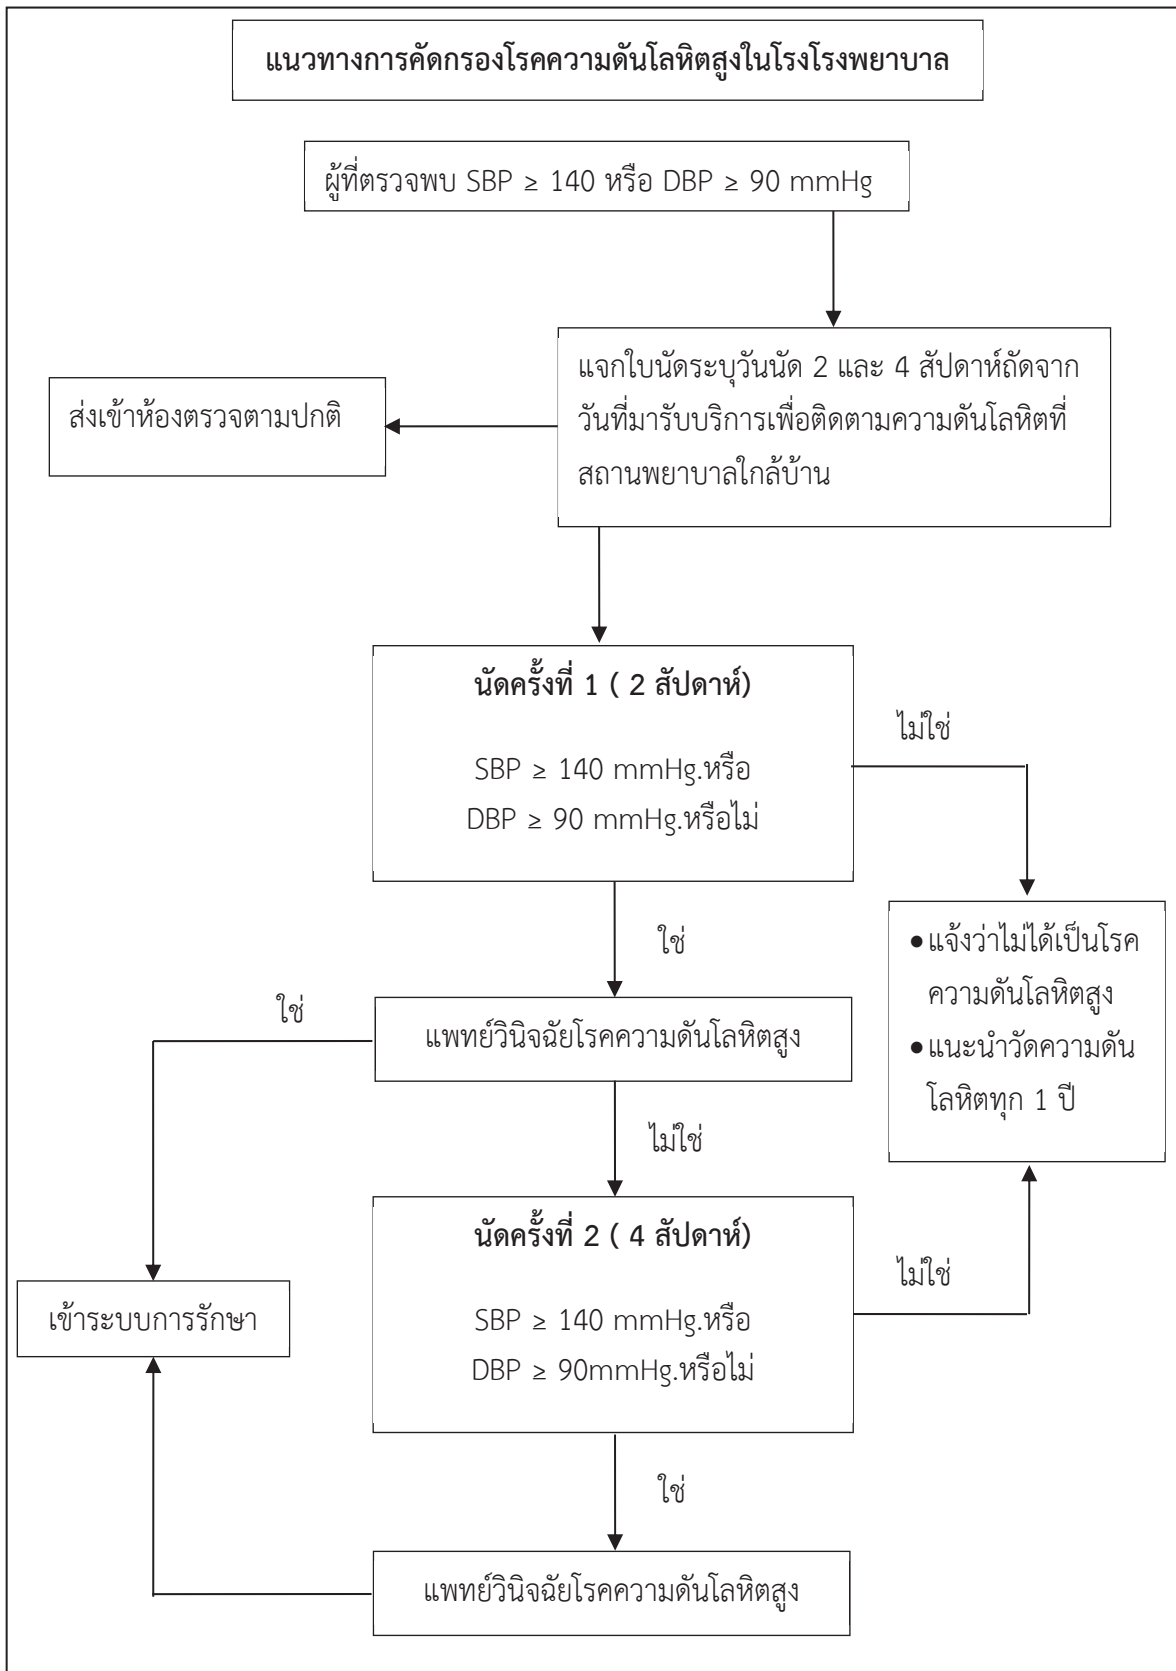 แนวทางการคัดกรองโรคความดันโลหิตสูงในโรงโรงพยาบาล
ผู้ที่ตรวจพบ SBP ≥ 140 หรือ DBP ≥ 90 mmHg
แจกใบนัดระบุวันนัด 2 และ 4 สัปดาห์ถัดจาก
วันที่มารับบริการเพื่อติดตามความดันโลหิตที่
สถานพยาบาลใกล้บ้าน
ส่งเข้าห้องตรวจตามปกติ
นัดครั้งที่ 1 ( 2 สัปดาห์)
SBP ≥ 140 mmHg.หรือ
DBP ≥ 90 mmHg.หรือไม่
ไม่ใช่
ใช่
• แจ้งว่าไม่ได้เป็นโรค
ความดันโลหิตสูง
• แนะนำวัดความดัน
โลหิตทุก 1 ปี
แพทย์วินิจฉัยโรคความดันโลหิตสูง
ใช่
ไม่ใช่
นัดครั้งที่ 2 ( 4 สัปดาห์)
SBP ≥ 140 mmHg.หรือ
DBP ≥ 90mmHg.หรือไม่
ไม่ใช่
เข้าระบบการรักษา
ใช่
แพทย์วินิจฉัยโรคความดันโลหิตสูง